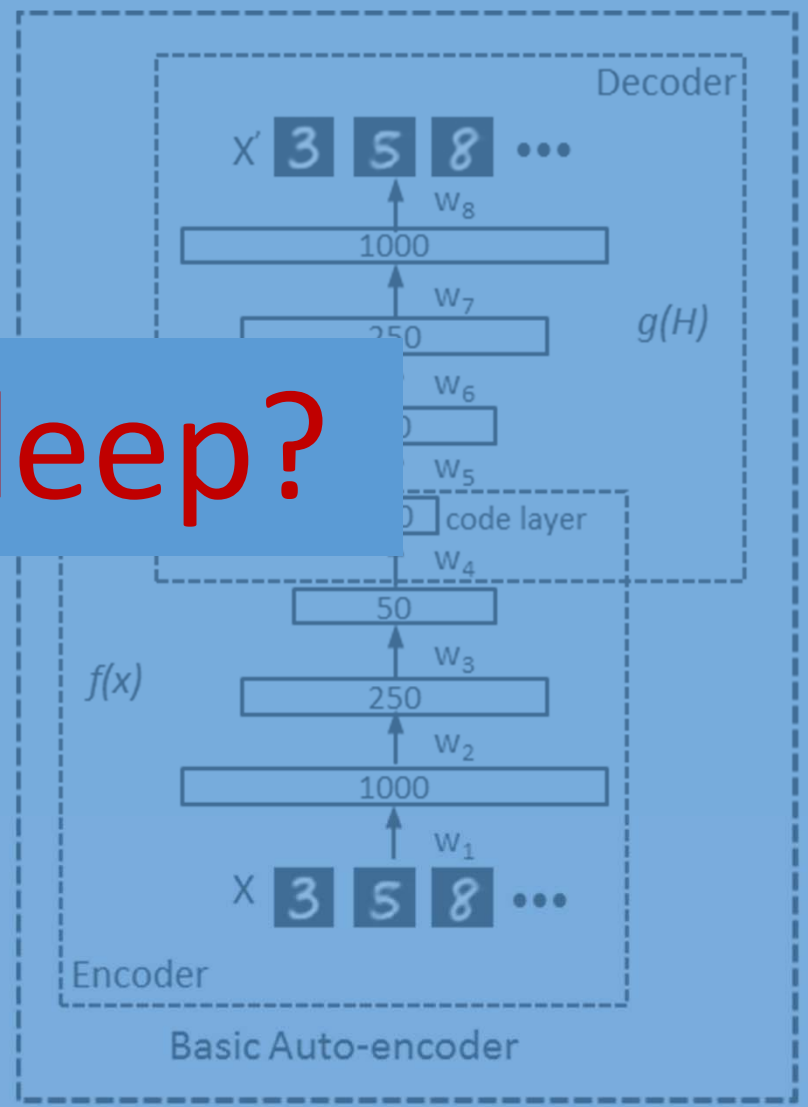 Decoder
X' 3 5 8 •••
w8
1000
w7
250
g(H)
w6
eep?
w5
code layer
w4
50
w3
f(x)
250
w2
1000
w1
X 3 5 8 •••
Encoder
Basic Auto-encoder